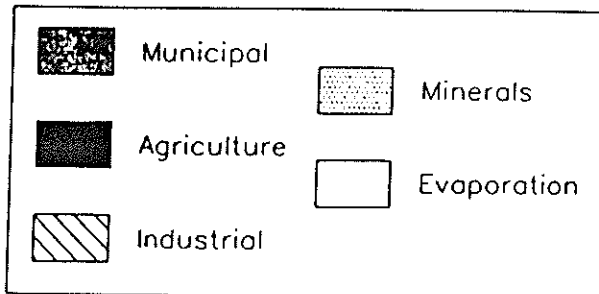 Municipal
Agriculture
Industrial
Minerals
Evaporation